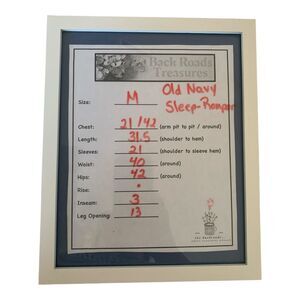 Back Roads
Treasures
Old Navy
Sleep-Romper
Size: M
Chest: 21/42 (arm pit to pit / around)
Length: 31.5 (shoulder to hem)
Sleeves: 21 (shoulder to sleeve hem)
Waist: 40 (around)
Hips: 42 (around)
Rise: .
Inseam: 3
Leg Opening: 13